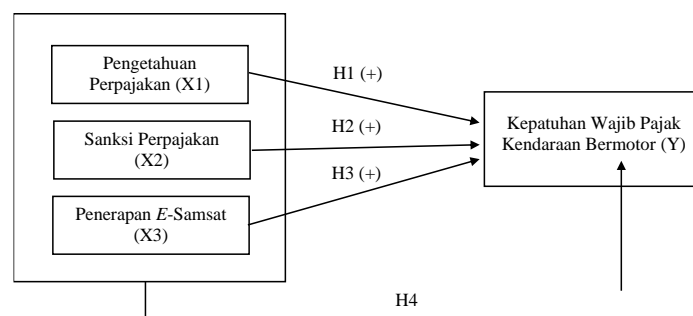 Pengetahuan
Perpajakan (X1)
H1 (+)
Sanksi Perpajakan
(X2)
H2 (+)
Kepatuhan Wajib Pajak
Kendaraan Bermotor (Y)
H3 (+)
Penerapan E-Samsat
(X3)
H4